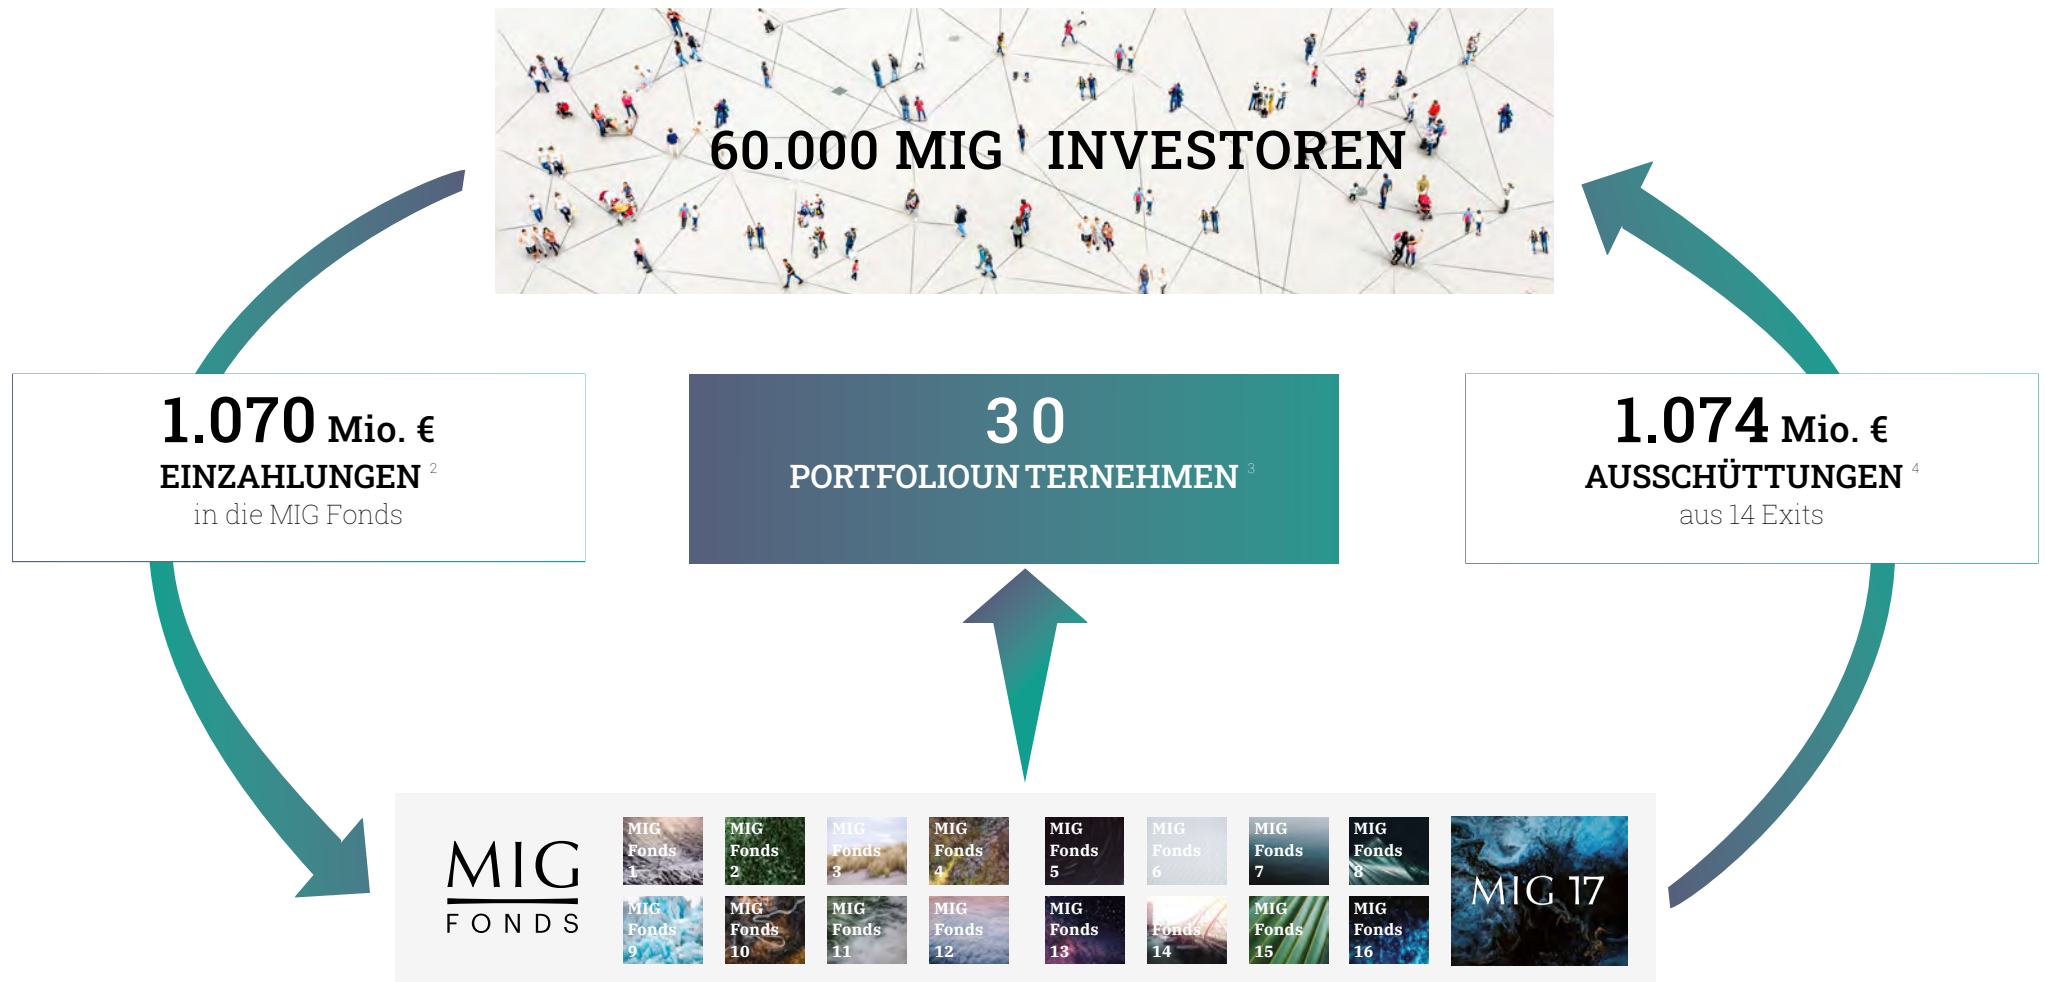 60.000 MIG INVESTOREN
1.070 Mio. €
EINZAHLUNGEN 2
in die MIG Fonds
30
PORTFOLIOUNTERNEHMEN 3
1.074 Mio. €
AUSSCHÜTTUNGEN 4
aus 14 Exits
MIG
FONDS
MIG
Fonds
1
MIG
Fonds
2
MIG
Fonds
3
MIG
Fonds
4
MIG
Fonds
5
MIG
Fonds
6
MIG
Fonds
7
MIG
Fonds
8
MIG
Fonds
9
MIG
Fonds
10
MIG
Fonds
11
MIG
Fonds
12
MIG
Fonds
13
MIG
Fonds
14
MIG
Fonds
15
MIG
Fonds
16
MIG 17